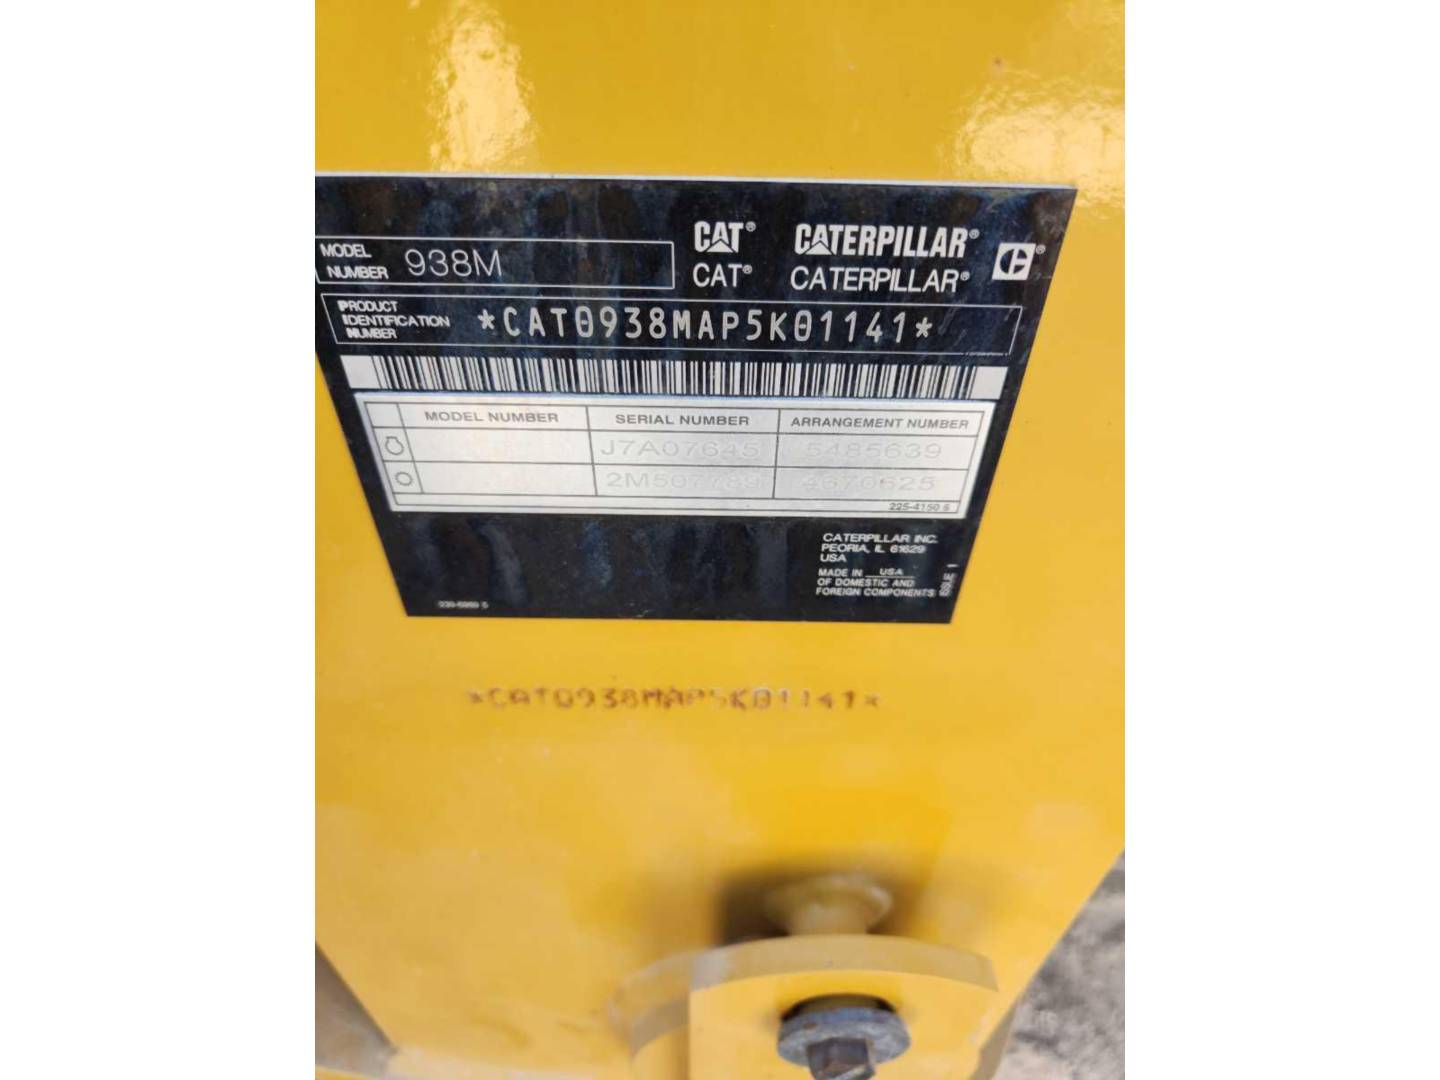 MODEL NUMBER 938M
CAT® CATERPILLAR®
CAT® CATERPILLAR®
PRODUCT IDENTIFICATION NUMBER *CAT0938MAP5K01141*
MODEL NUMBER SERIAL NUMBER ARRANGEMENT NUMBER
J7A07645 5485639
2M507789 4670625
225-4150 5
CATERPILLAR INC.
PEORIA, IL 61629
USA
MADE IN USA
OF DOMESTIC AND
FOREIGN COMPONENTS
ISSUE 1
*CAT0938MAP5K01141*